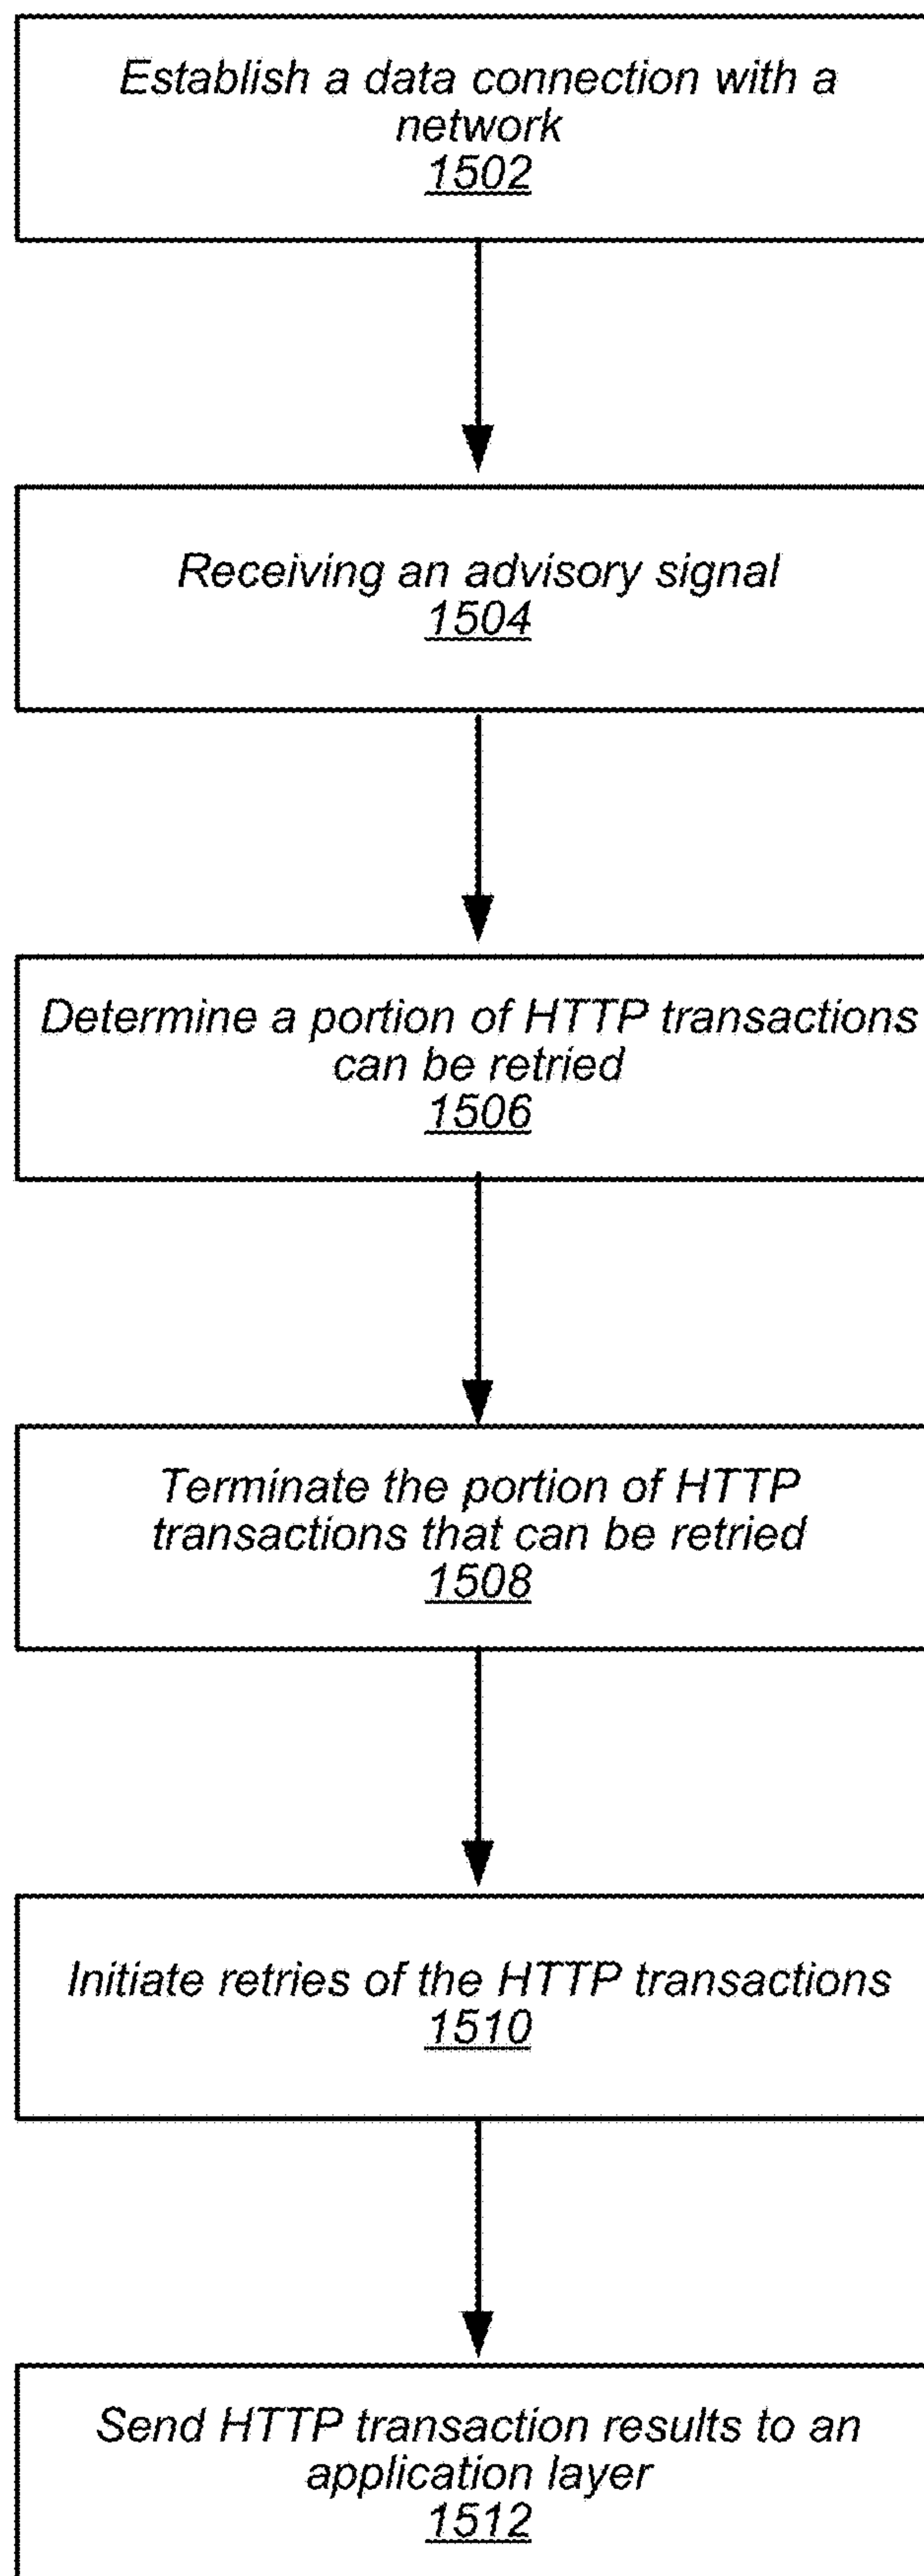 Establish a data connection with a
network
1502
Receiving an advisory signal
1504
Determine a portion of HTTP transactions
can be retried
1506
Terminate the portion of HTTP
transactions that can be retried
1508
Initiate retries of the HTTP transactions
1510
Send HTTP transaction results to an
application layer
1512